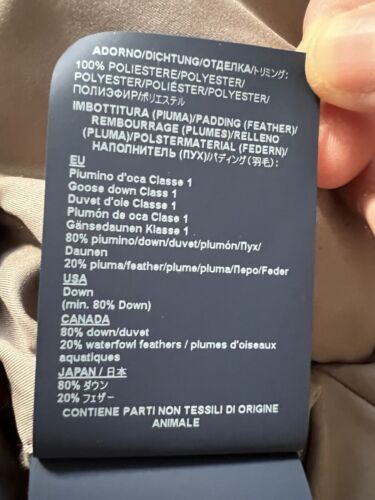 ADORNO/DICHTUNG/ОТДЕЛКА/トリミング:
100% POLIESTERE/POLYESTER/
POLYESTER/POLIÉSTER/POLYESTER/
ПОЛИЭФИР/ポリエステル
IMBOTTITURA (PIUMA)/PADDING (FEATHER)/
REMBOURRAGE (PLUMES)/RELLENO
(PLUMA)/POLSTERMATERIAL (FEDERN)/
НАПОЛНИТЕЛЬ (ПУХ)/パディング(羽毛):
EU
Piumino d'oca Classe 1
Goose down Class 1
Duvet d'oie Classe 1
Plumón de oca Clase 1
Gänsedaunen Klasse 1
80% piumino/down/duvet/plumón/Пух/
Daunen
20% piuma/feather/plume/pluma/Перо/Feder
USA
Down
(min. 80% Down)
CANADA
80% down/duvet
20% waterfowl feathers / plumes d'oiseaux
aquatiques
JAPAN / 日本
80% ダウン
20% フェザー
CONTIENE PARTI NON TESSILI DI ORIGINE
ANIMALE